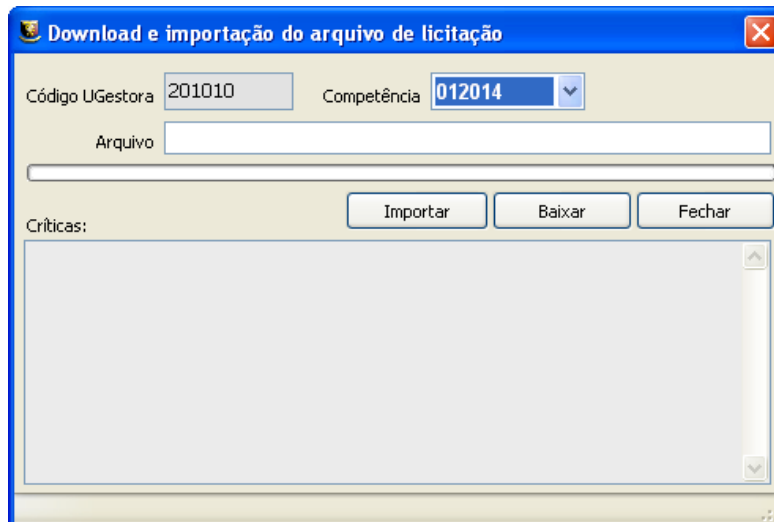 Download e importação do arquivo de licitação
Código UGestora 201010 Competência 012014
Arquivo
Importar Baixar Fechar
Críticas: